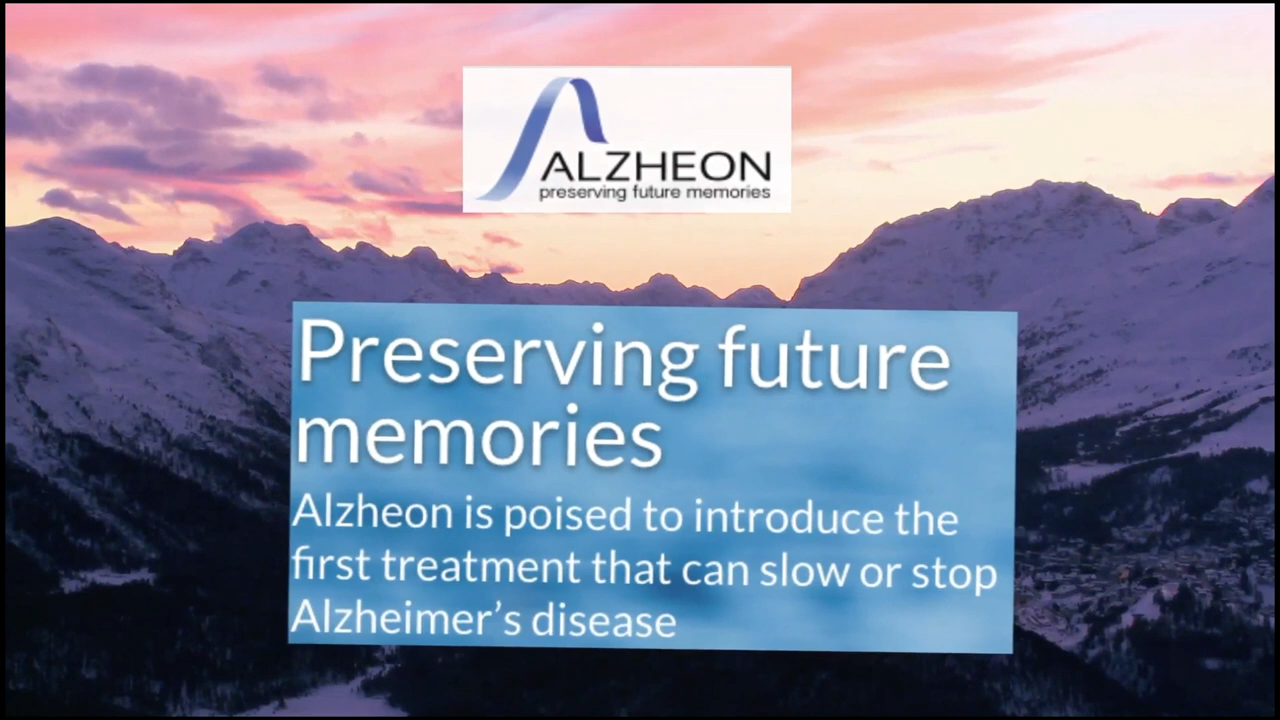 ALZHEON
preserving future memories
Preserving future
memories
Alzheon is poised to introduce the
first treatment that can slow or stop
Alzheimer’s disease